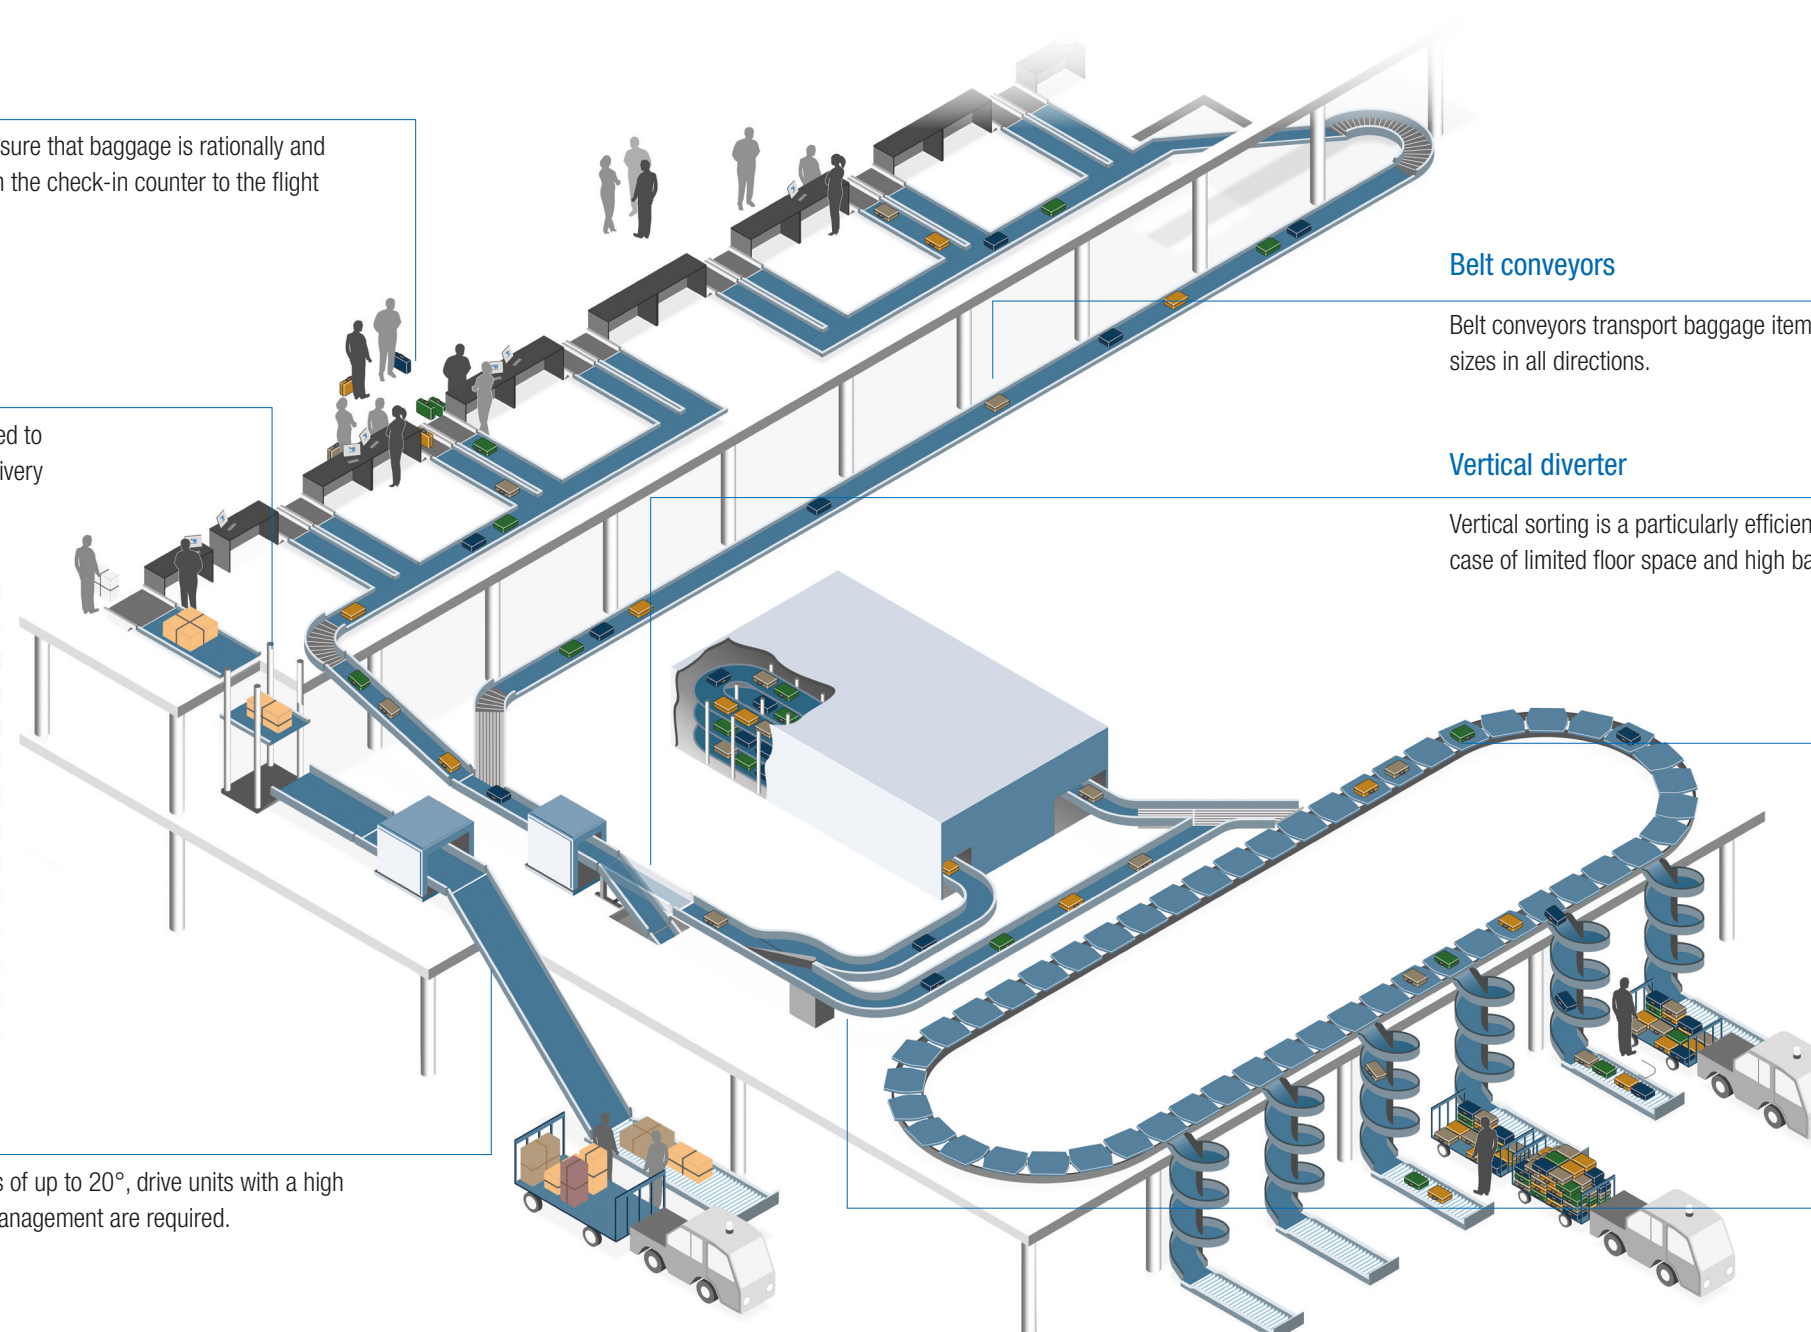 sure that baggage is rationally and
the check-in counter to the flight
ed to
ivery
of up to 20°, drive units with a high
anagement are required.
Belt conveyors
Belt conveyors transport baggage item
sizes in all directions.
Vertical diverter
Vertical sorting is a particularly efficien
case of limited floor space and high ba